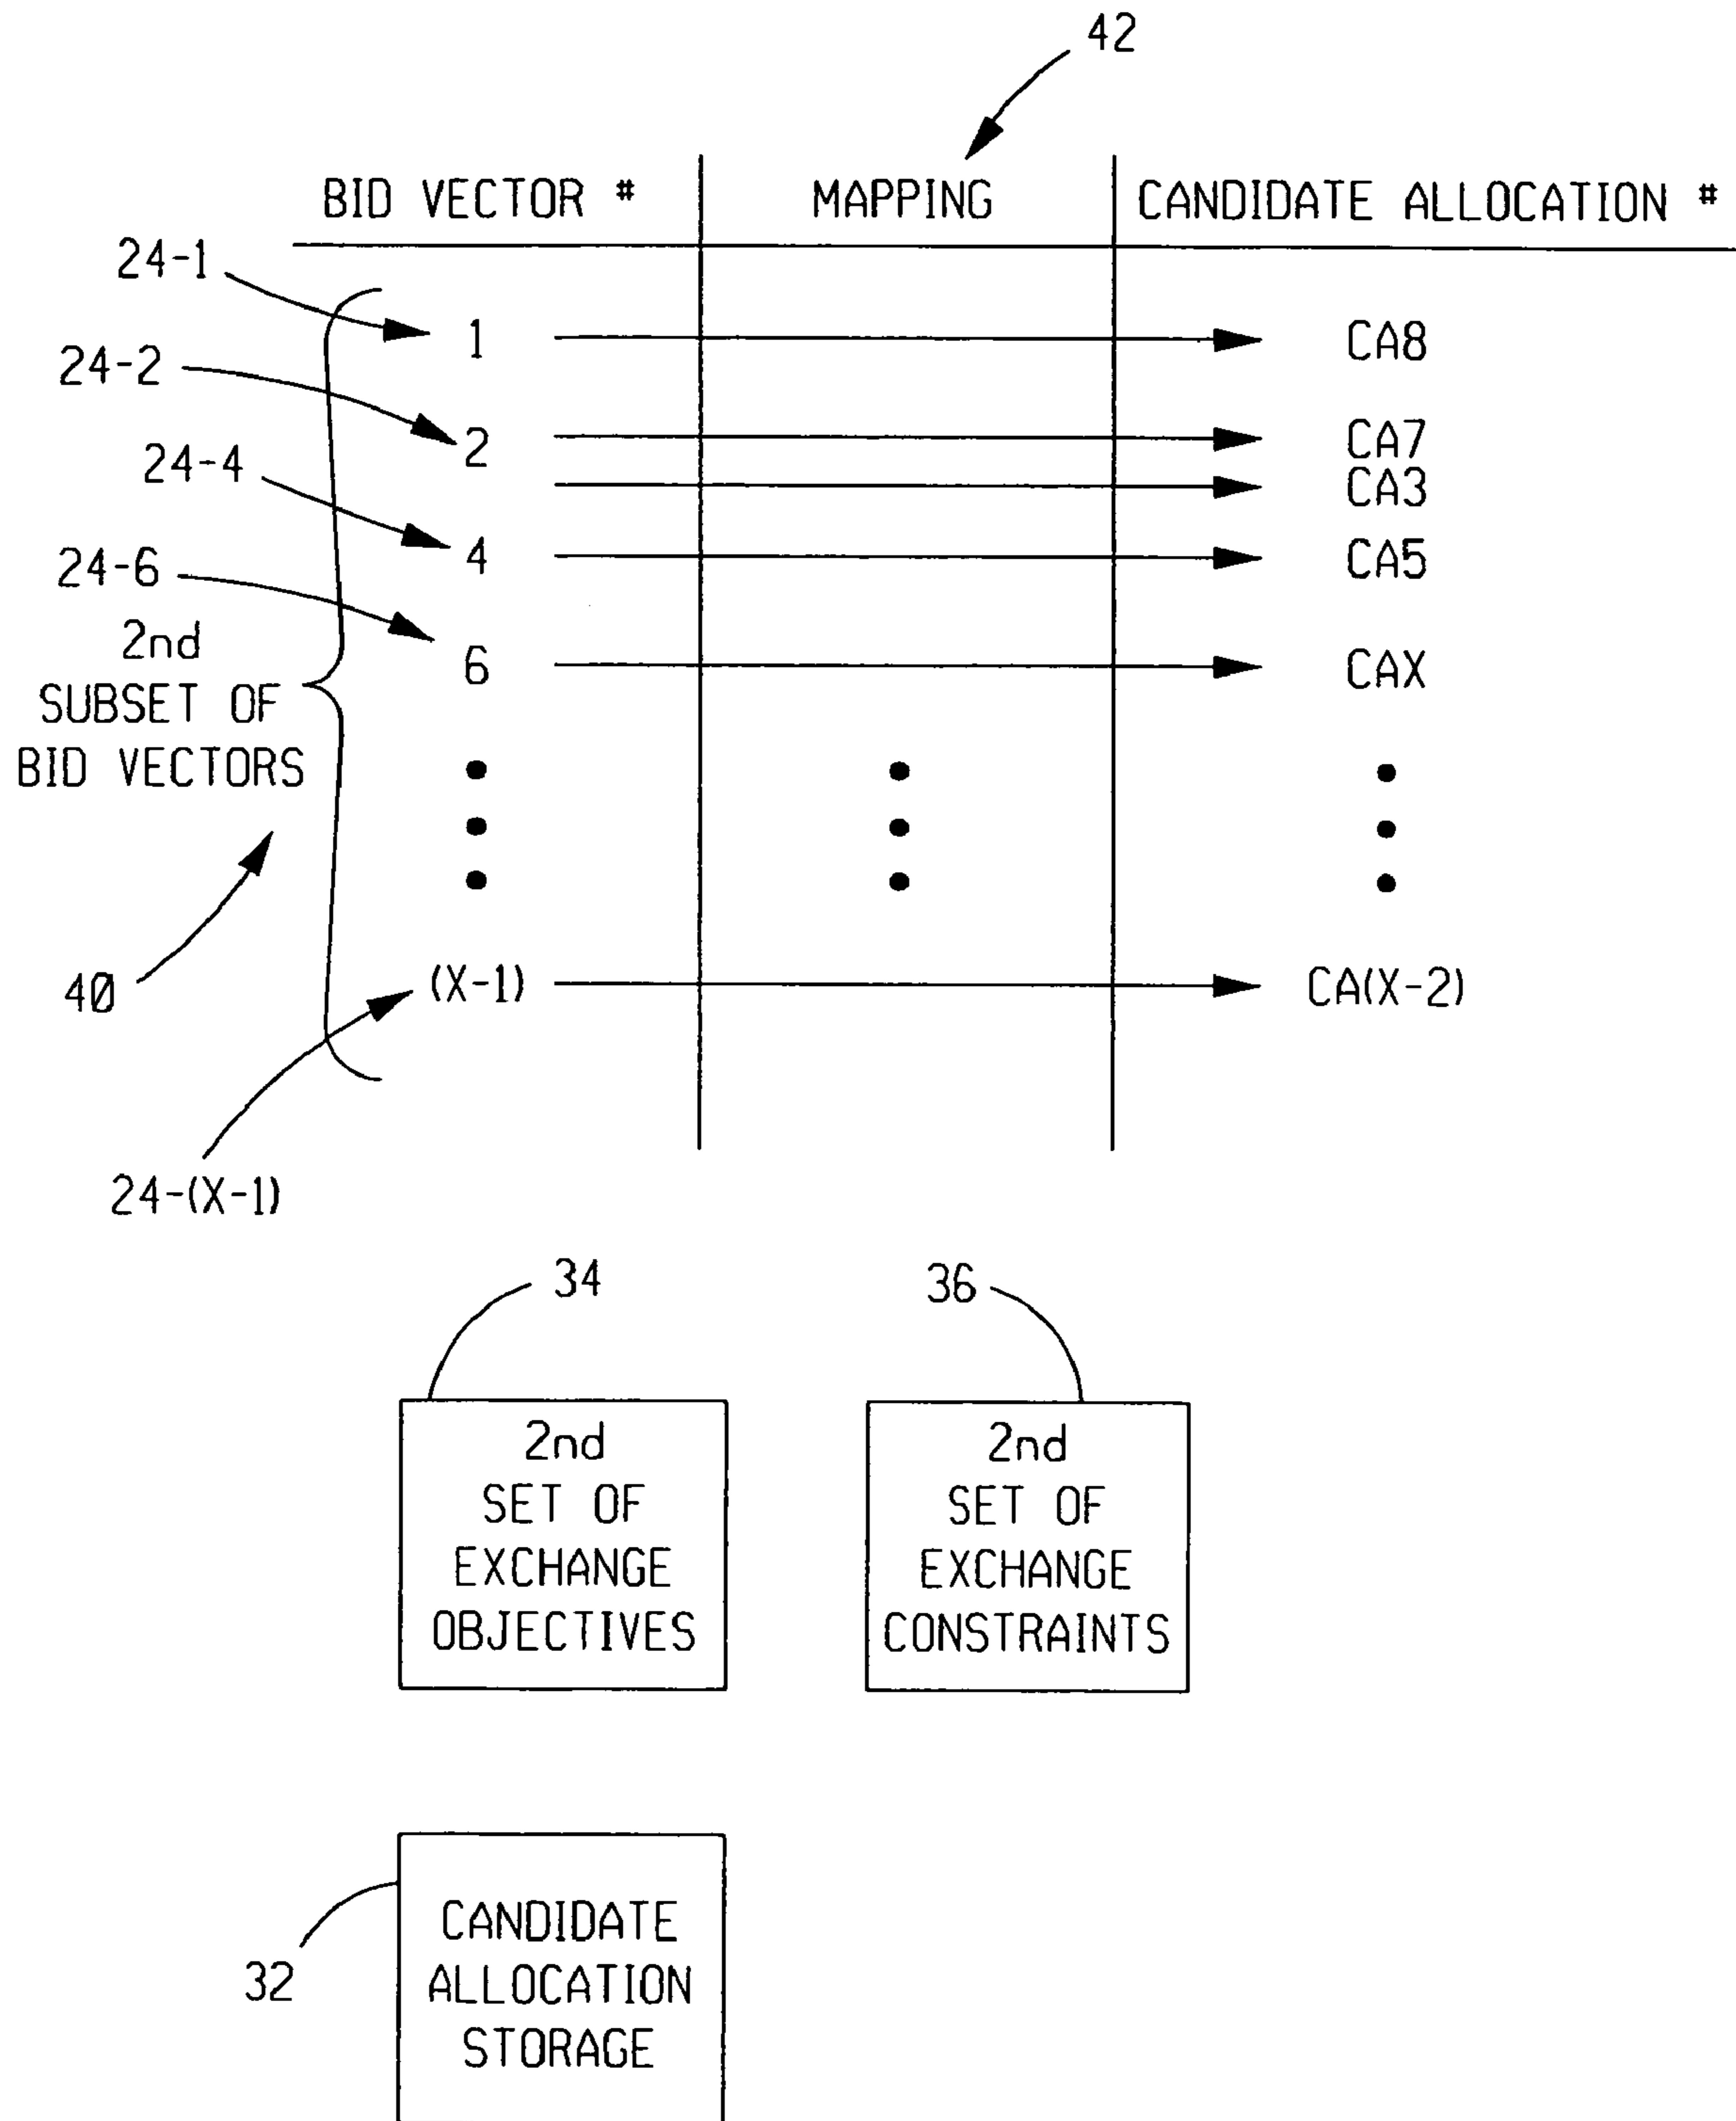 42
BID VECTOR #
MAPPING
CANDIDATE ALLOCATION #
24-1
1
CA8
24-2
2
CA7
CA3
24-4
4
CA5
24-6
6
CAX
2nd
SUBSET OF
BID VECTORS
40
(X-1)
CA(X-2)
24-(X-1)
34
36
2nd
SET OF
EXCHANGE
OBJECTIVES
2nd
SET OF
EXCHANGE
CONSTRAINTS
32
CANDIDATE
ALLOCATION
STORAGE